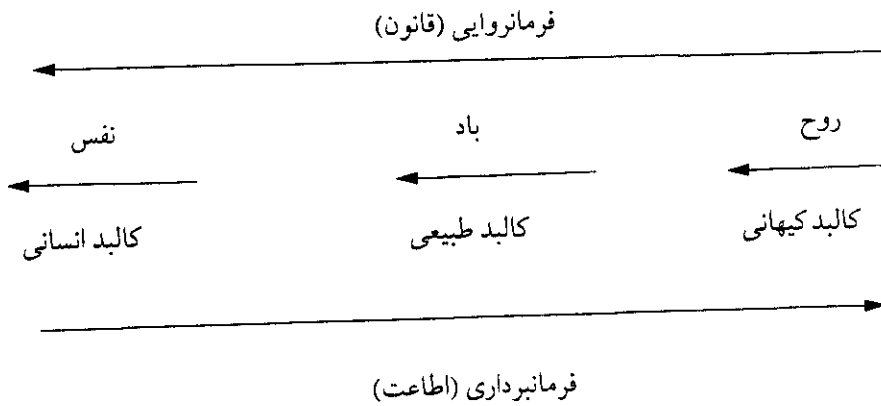 فرمانروایی (قانون)
روح باد نفس
کالبد کیهانی کالبد طبیعی کالبد انسانی
فرمانبرداری (اطاعت)